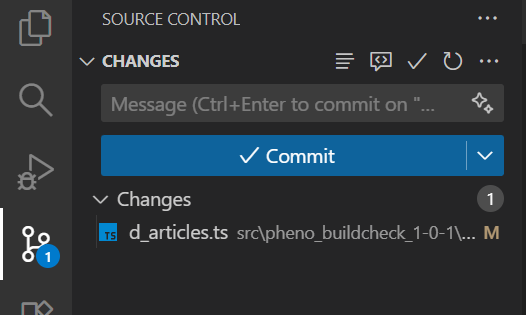 SOURCE CONTROL
CHANGES
Message (Ctrl+Enter to commit on "...
Commit
Changes 1
TS d_articles.ts src\pheno_buildcheck_1-0-1\... M
1